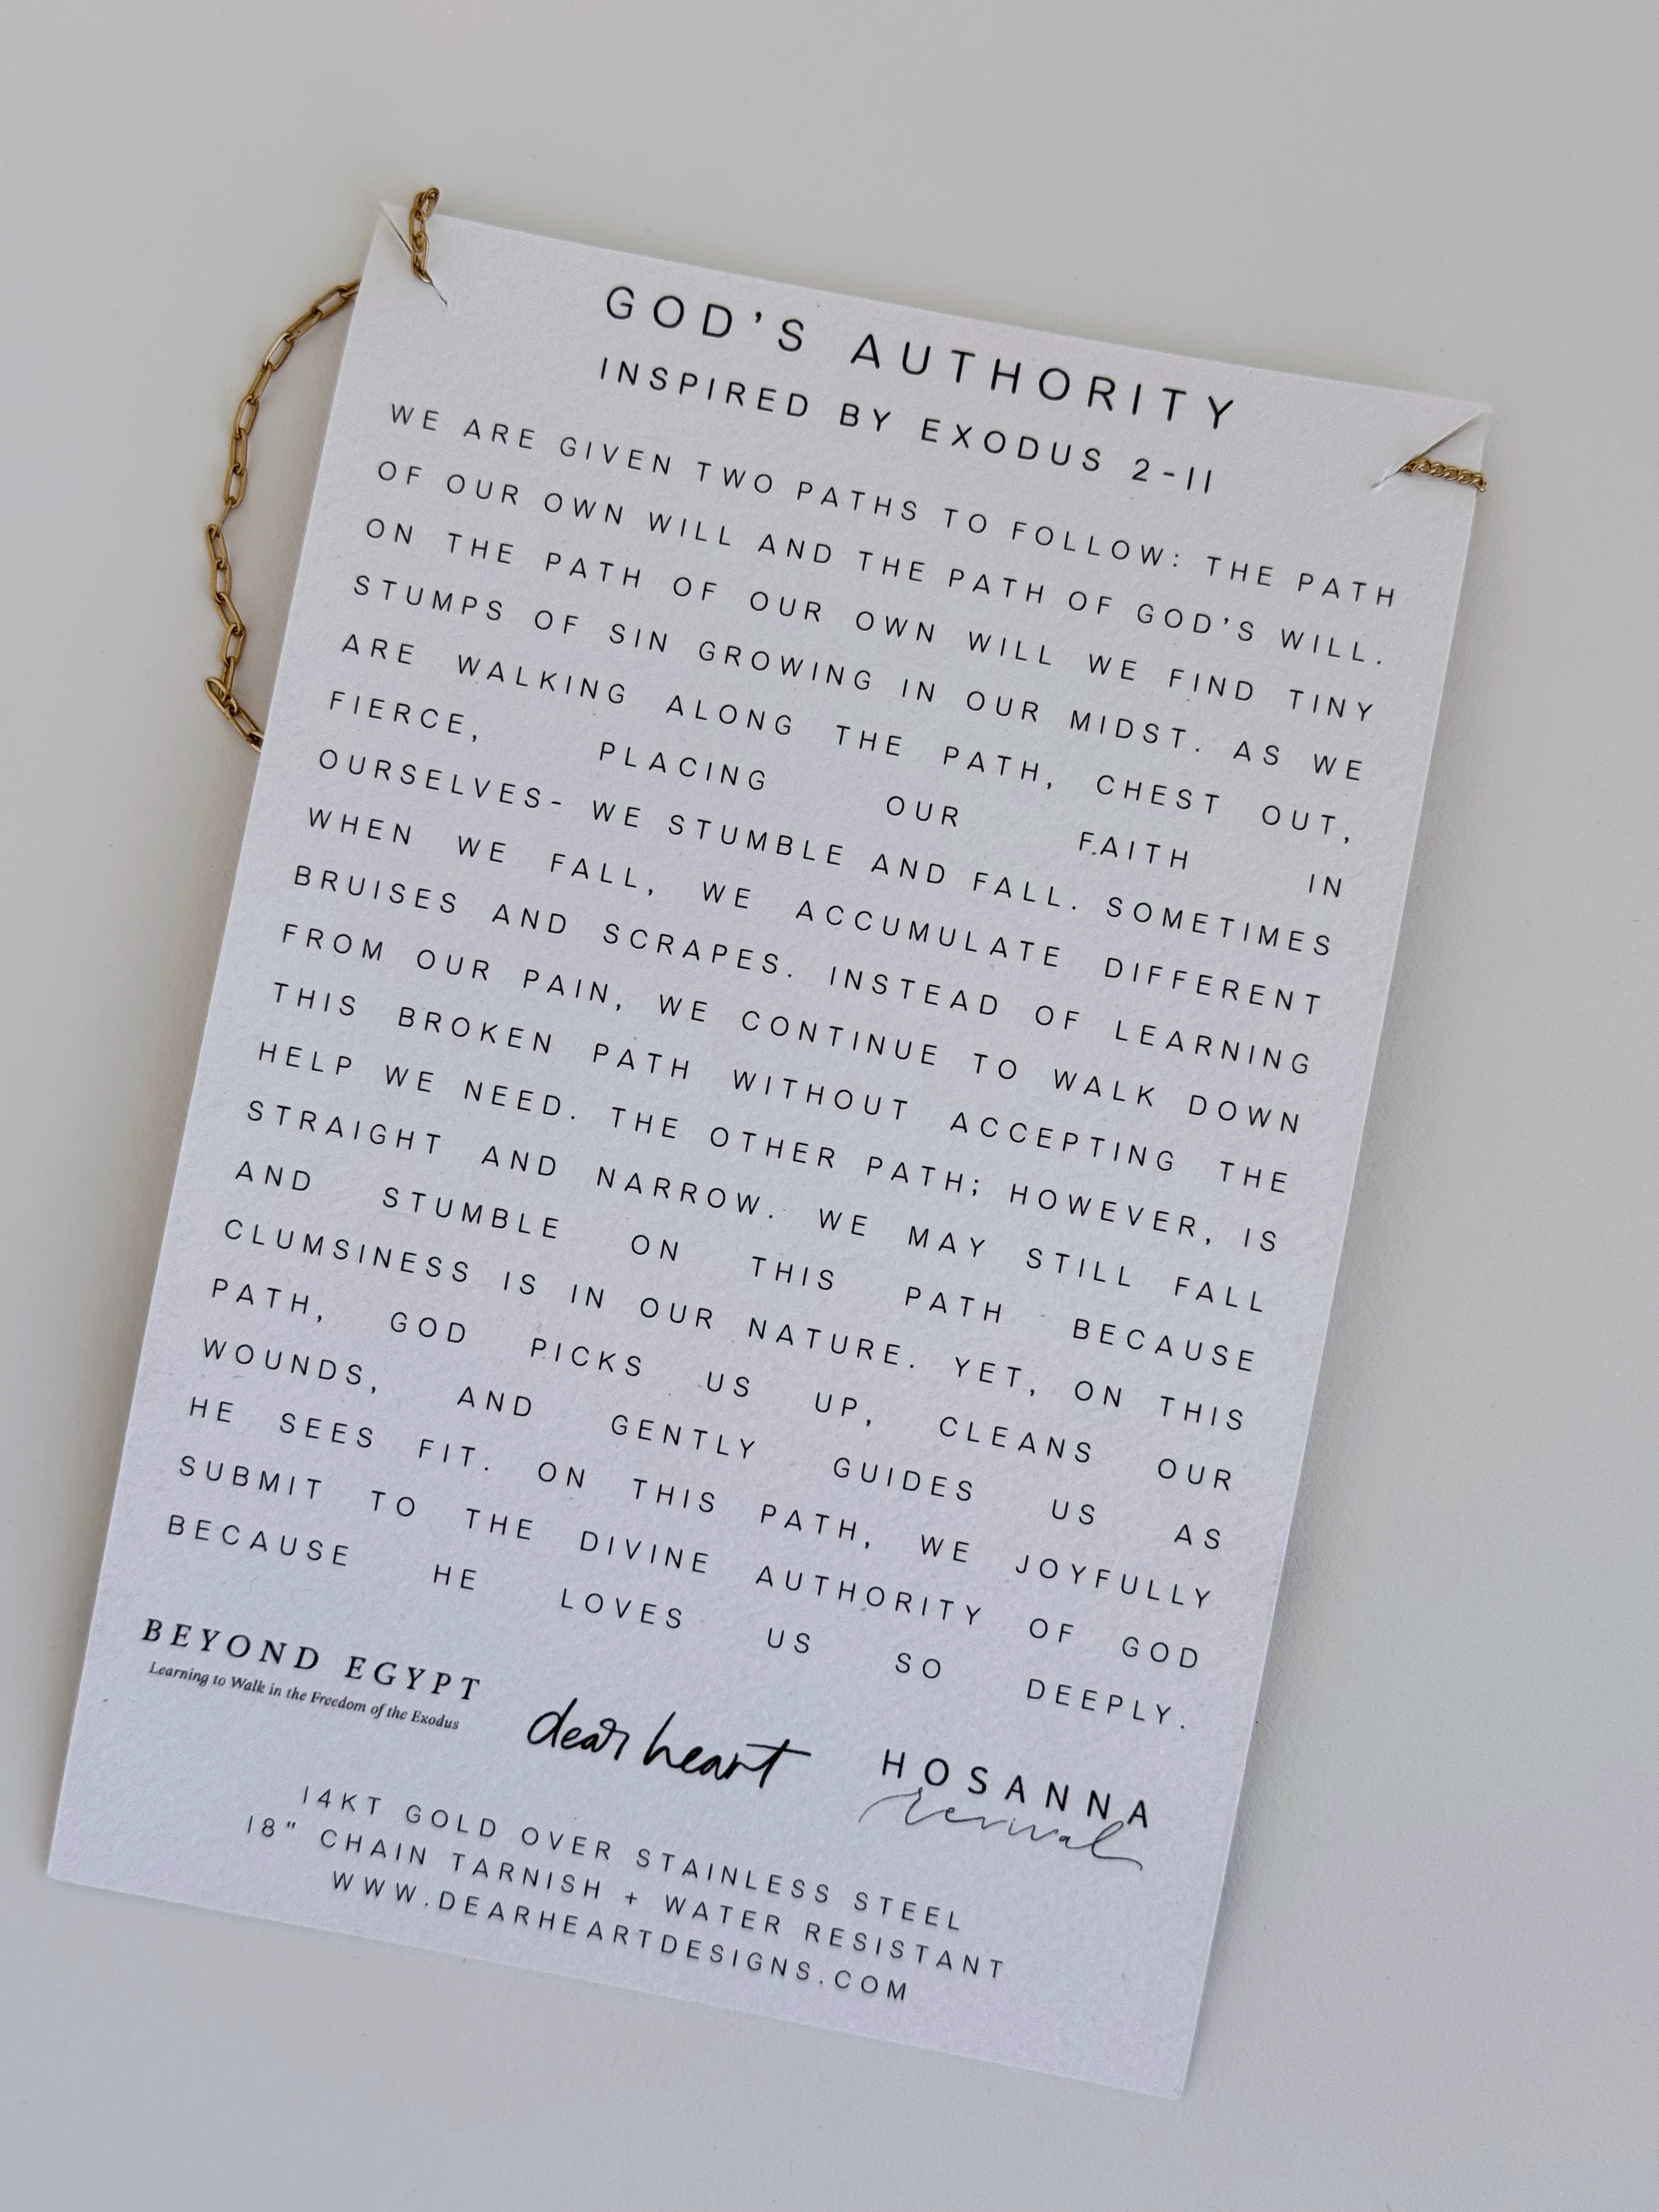 GOD'S AUTHORITY
INSPIRED BY EXODUS 2-11
WE ARE GIVEN TWO PATHS TO FOLLOW: THE PATH
OF OUR OWN WILL AND THE PATH OF GOD'S WILL.
ON THE PATH OF OUR OWN WILL WE FIND TINY
STUMPS OF SIN GROWING IN OUR MIDST. AS WE
ARE WALKING ALONG THE PATH, CHEST OUT,
FIERCE, PLACING OUR FAITH IN
OURSELVES- WE STUMBLE AND FALL. SOMETIMES
WHEN WE FALL, WE ACCUMULATE DIFFERENT
BRUISES AND SCRAPES. INSTEAD OF LEARNING
FROM OUR PAIN, WE CONTINUE TO WALK DOWN
THIS BROKEN PATH WITHOUT ACCEPTING THE
HELP WE NEED. THE OTHER PATH; HOWEVER, IS
STRAIGHT AND NARROW. WE MAY STILL FALL
AND STUMBLE ON THIS PATH BECAUSE
CLUMSINESS IS IN OUR NATURE. YET, ON THIS
PATH, GOD PICKS US UP, CLEANS OUR
WOUNDS, AND GENTLY GUIDES US AS
HE SEES FIT. ON THIS PATH, WE JOYFULLY
SUBMIT TO THE DIVINE AUTHORITY OF GOD
BECAUSE HE LOVES US SO DEEPLY.
BEYOND EGYPT
Learning to Walk in the Freedom of the Exodus
dear heart
HOSANNA
revival
14KT GOLD OVER STAINLESS STEEL
18" CHAIN TARNISH + WATER RESISTANT
WWW.DEARHEARTDESIGNS.COM